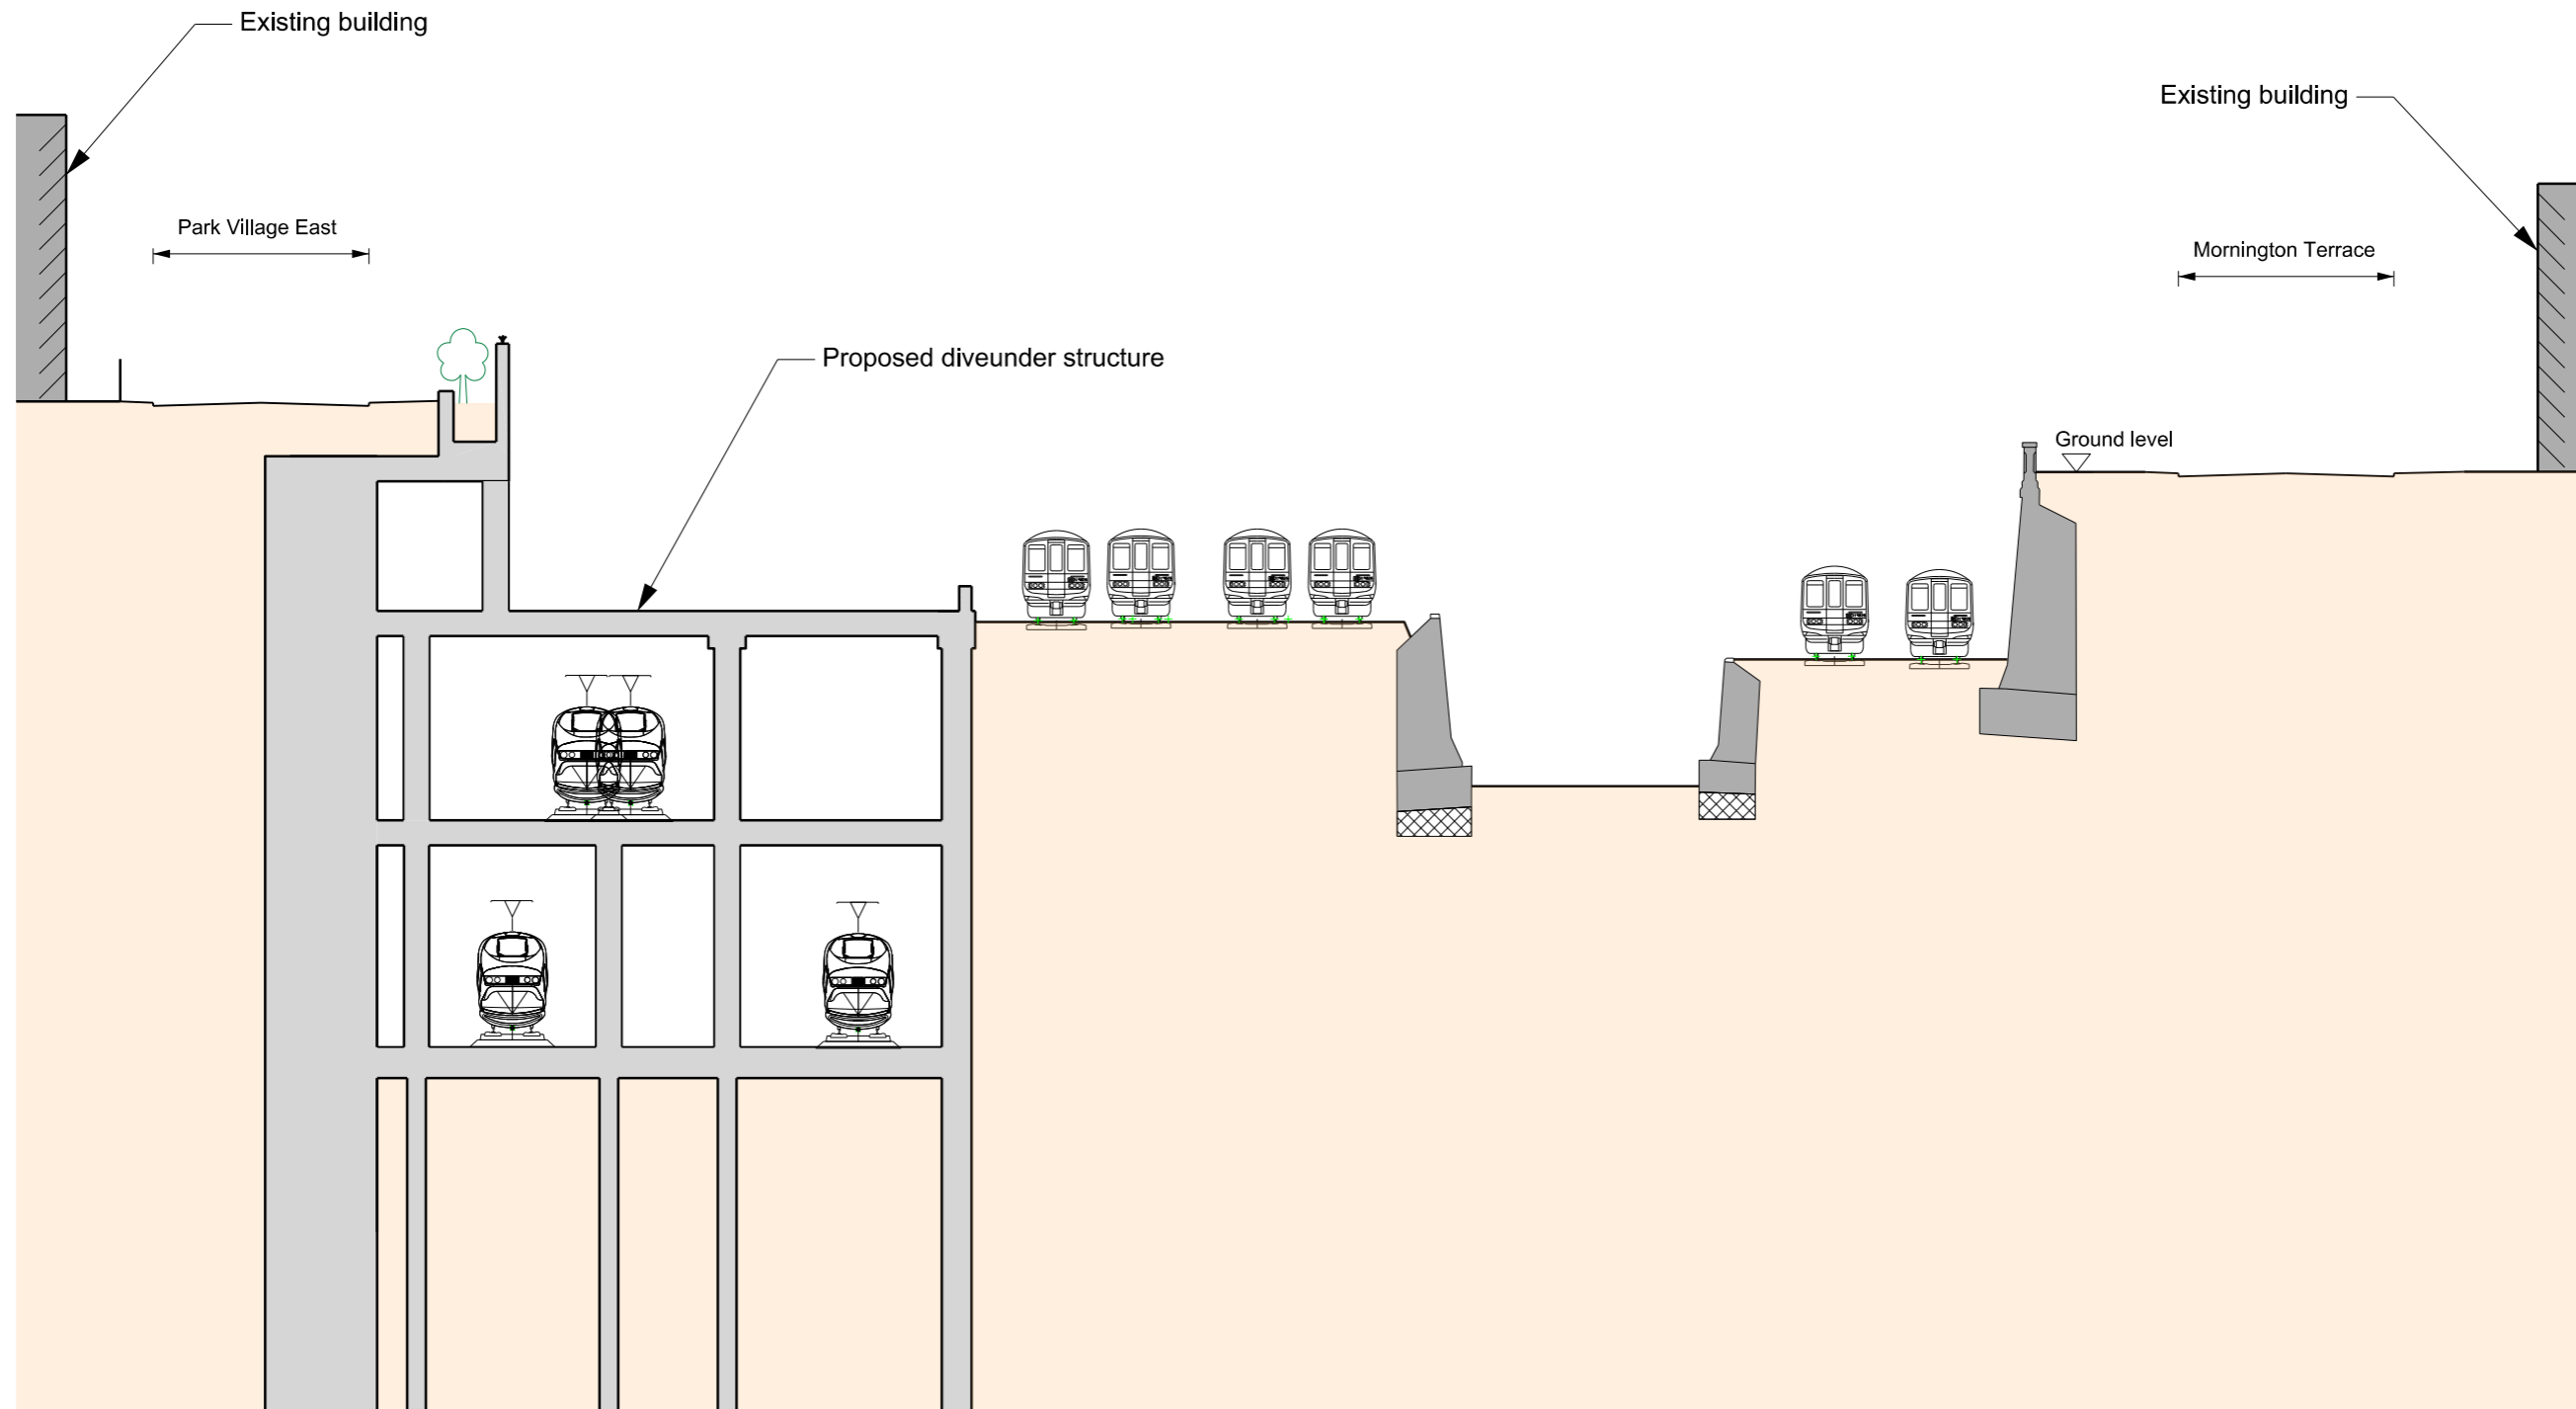 Existing building
Existing building
Park Village East
Mornington Terrace
Proposed diveunder structure
Ground level